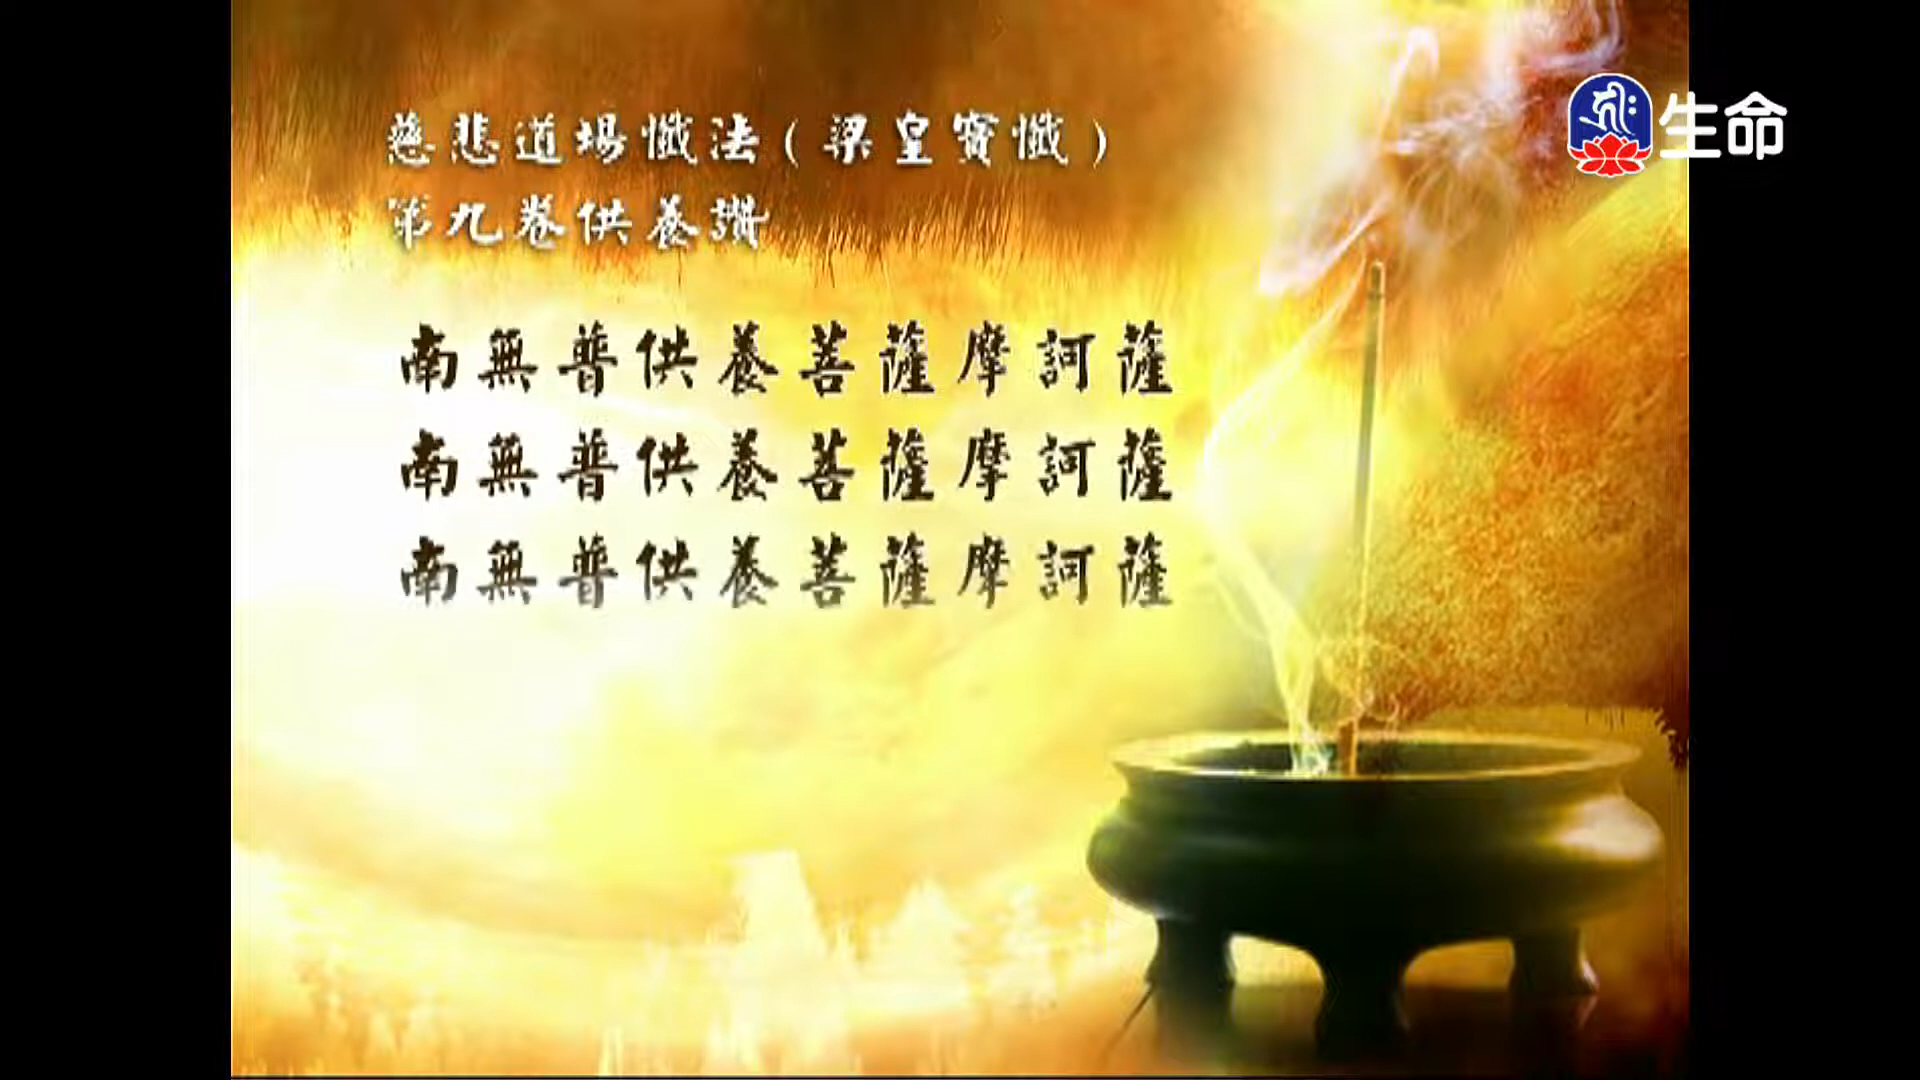 慈悲道場懺法(梁皇寶懺)
第九卷供養讚
生命
南無普供養菩薩摩訶薩
南無普供養菩薩摩訶薩
南無普供養菩薩摩訶薩